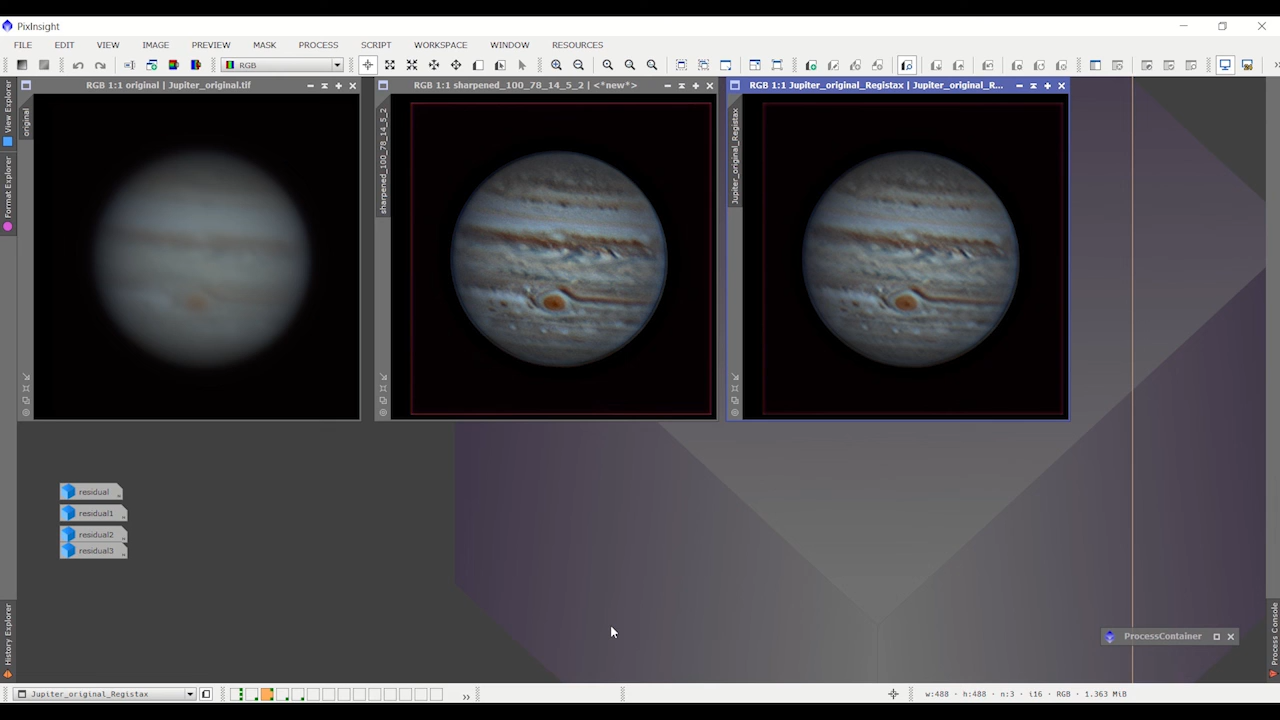 PixInsight
FILE EDIT VIEW IMAGE PREVIEW MASK PROCESS SCRIPT WORKSPACE WINDOW RESOURCES
RGB
View Explorer
Format Explorer
History Explorer
RGB 1:1 original | Jupiter_original.tif
original
RGB 1:1 sharpened_100_78_14_5_2 | <*new*>
sharpened_100_78_14_5_2
RGB 1:1 Jupiter_original_Registax | Jupiter_original_R...
Jupiter_original_Registax
residual
residual1
residual2
residual3
ProcessContainer
Process Console
Jupiter_original_Registax
w:488 · h:488 · n:3 · i16 · RGB · 1.363 MiB